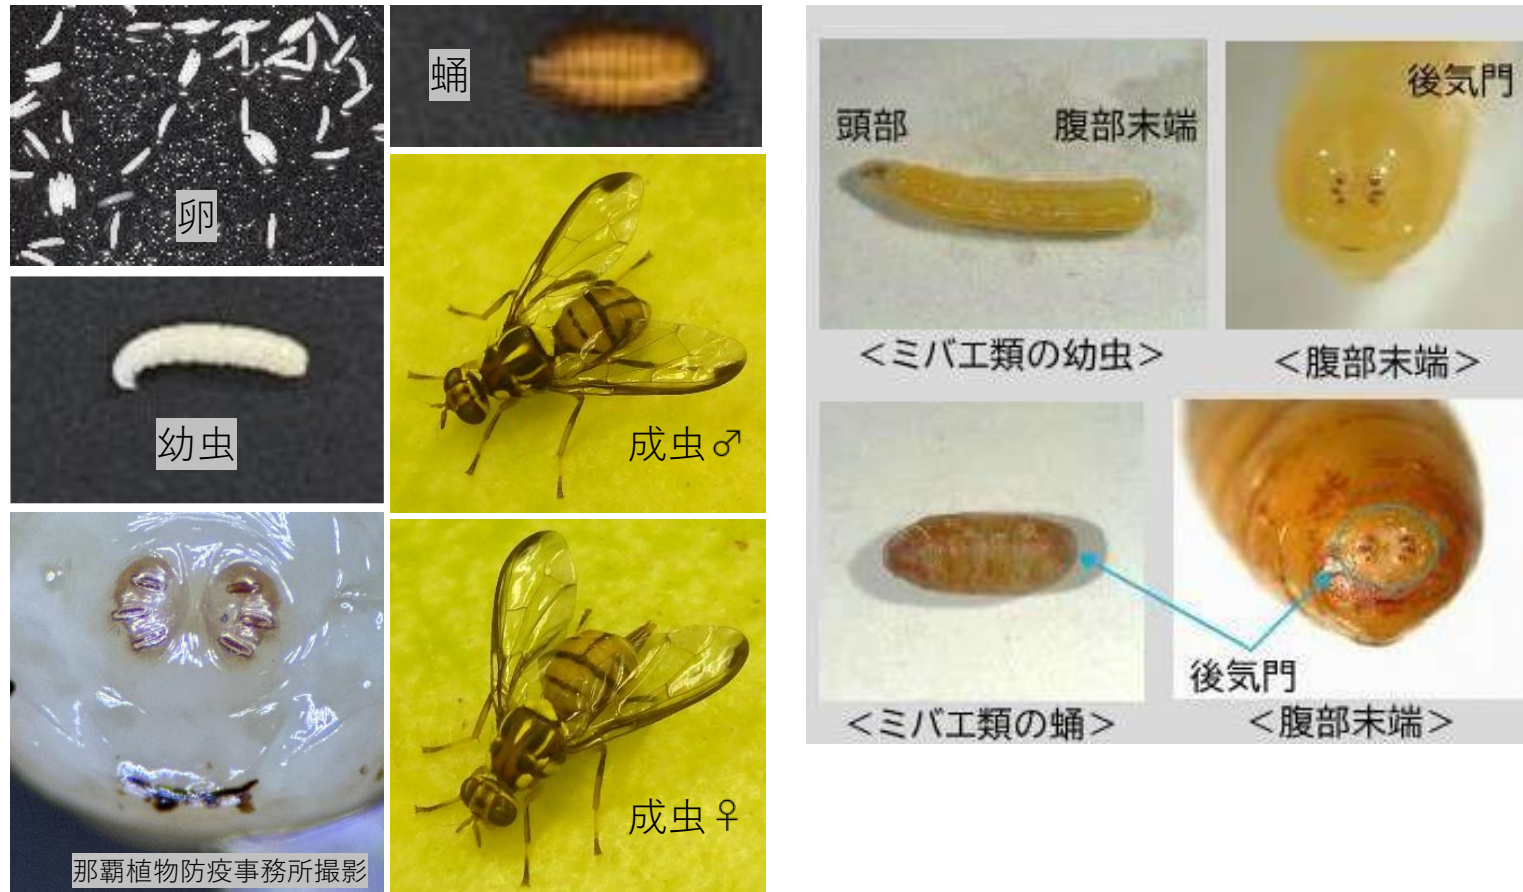 卵
蛹
幼虫
成虫♂
成虫♀
那覇植物防疫事務所撮影
頭部
腹部末端
後気門
＜ミバエ類の幼虫＞
＜腹部末端＞
後気門
＜ミバエ類の蛹＞
＜腹部末端＞